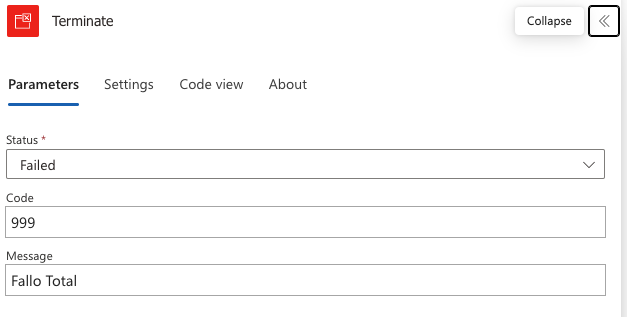 Terminate
Collapse
Parameters Settings Code view About
Status *
Failed
Code
999
Message
Fallo Total